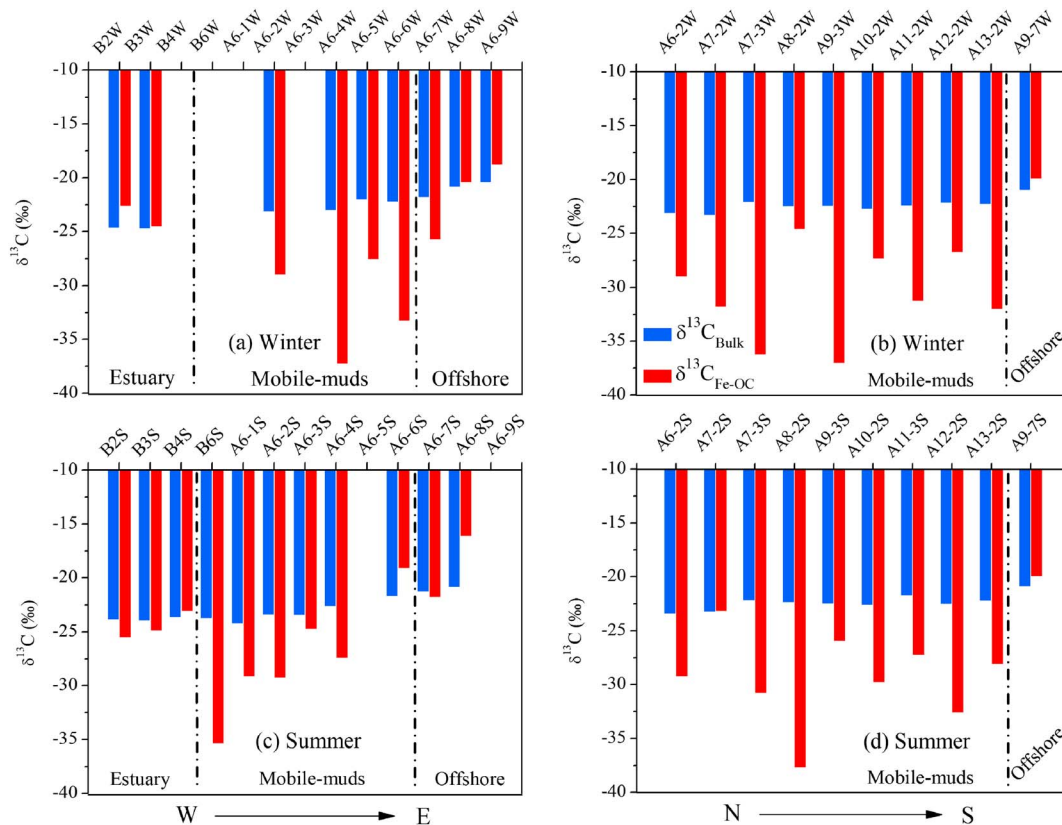 B2W B3W B4W B6W A6-1W A6-2W A6-3W A6-4W A6-5W A6-6W A6-7W A6-8W A6-9W
-10
-15
-20
-25
-30
-35
-40
δ¹³C (‰)
(a) Winter
Estuary Mobile-muds Offshore
A6-2W A7-2W A7-3W A8-2W A9-3W A10-2W A11-2W A12-2W A13-2W A9-7W
-10
-15
-20
-25
-30
-35
-40
δ¹³C (‰)
δ¹³C_Bulk
δ¹³C_Fe-OC
(b) Winter
Mobile-muds Offshore
B2S B3S B4S B6S A6-1S A6-2S A6-3S A6-4S A6-5S A6-6S A6-7S A6-8S A6-9S
-10
-15
-20
-25
-30
-35
-40
δ¹³C (‰)
(c) Summer
Estuary Mobile-muds Offshore
W E
A6-2S A7-2S A7-3S A8-2S A9-3S A10-2S A11-3S A12-2S A13-2S A9-7S
-10
-15
-20
-25
-30
-35
-40
δ¹³C (‰)
(d) Summer
Mobile-muds Offshore
N S